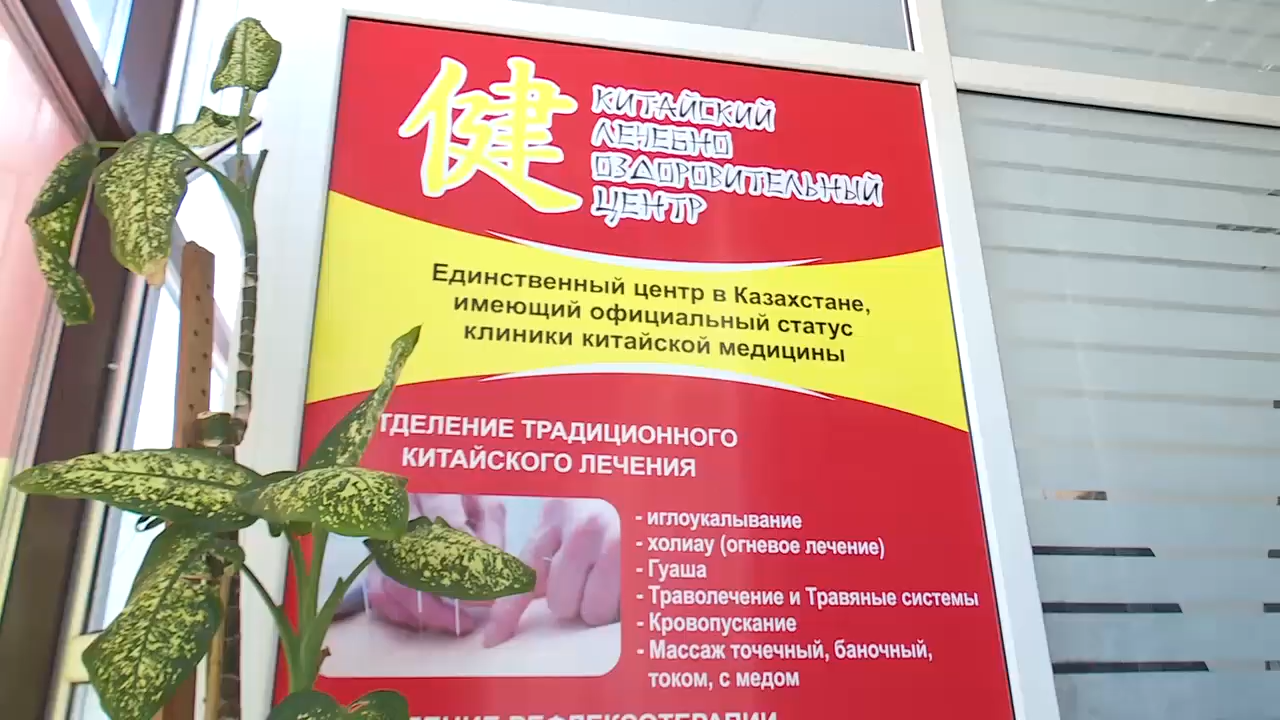 健
КИТАЙСКИЙ
ЛЕЧЕБНО
ОЗДОРОВИТЕЛЬНЫЙ
ЦЕНТР
Единственный центр в Казахстане,
имеющий официальный статус
клиники китайской медицины
ТДЕЛЕНИЕ ТРАДИЦИОННОГО
КИТАЙСКОГО ЛЕЧЕНИЯ
- иглоукалывание
- холиау (огневое лечение)
- Гуаша
- Траволечение и Травяные системы
- Кровопускание
- Массаж точечный, баночный,
током, с медом
РЕФЛЕКСОТЕРАПИИ